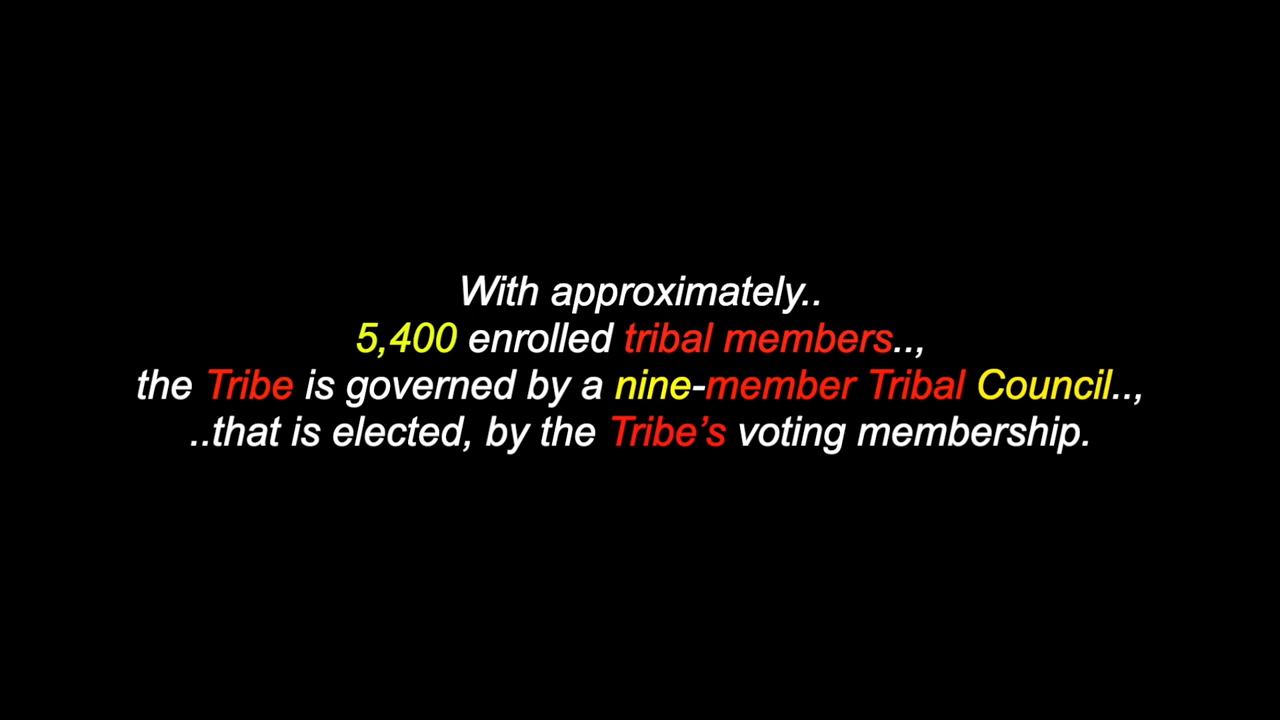 With approximately..
5,400 enrolled tribal members..,
the Tribe is governed by a nine-member Tribal Council..,
..that is elected, by the Tribe’s voting membership.